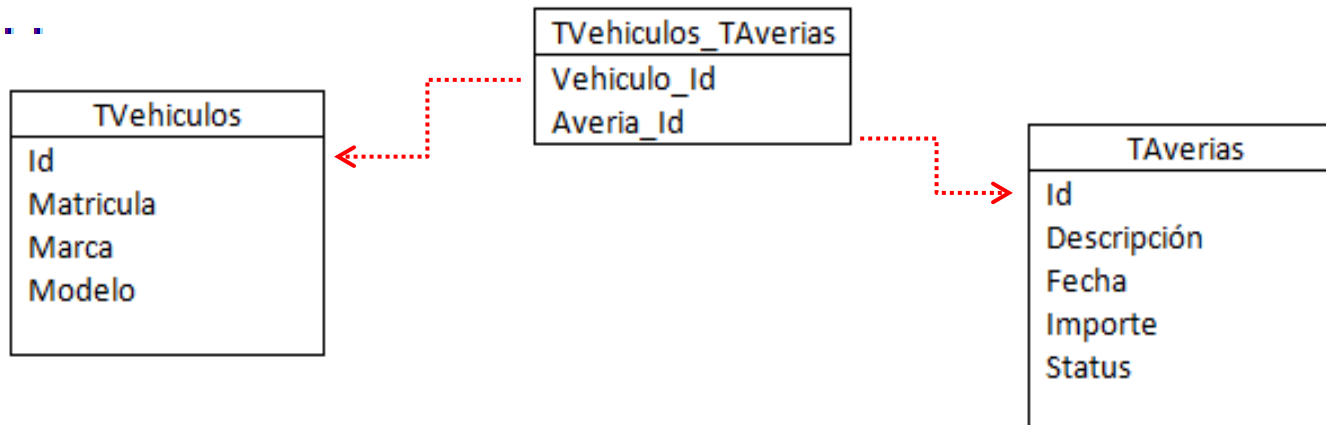 TVehiculos_TAverias
Vehiculo_Id
Averia_Id
TVehiculos
Id
Matricula
Marca
Modelo
TAverias
Id
Descripción
Fecha
Importe
Status